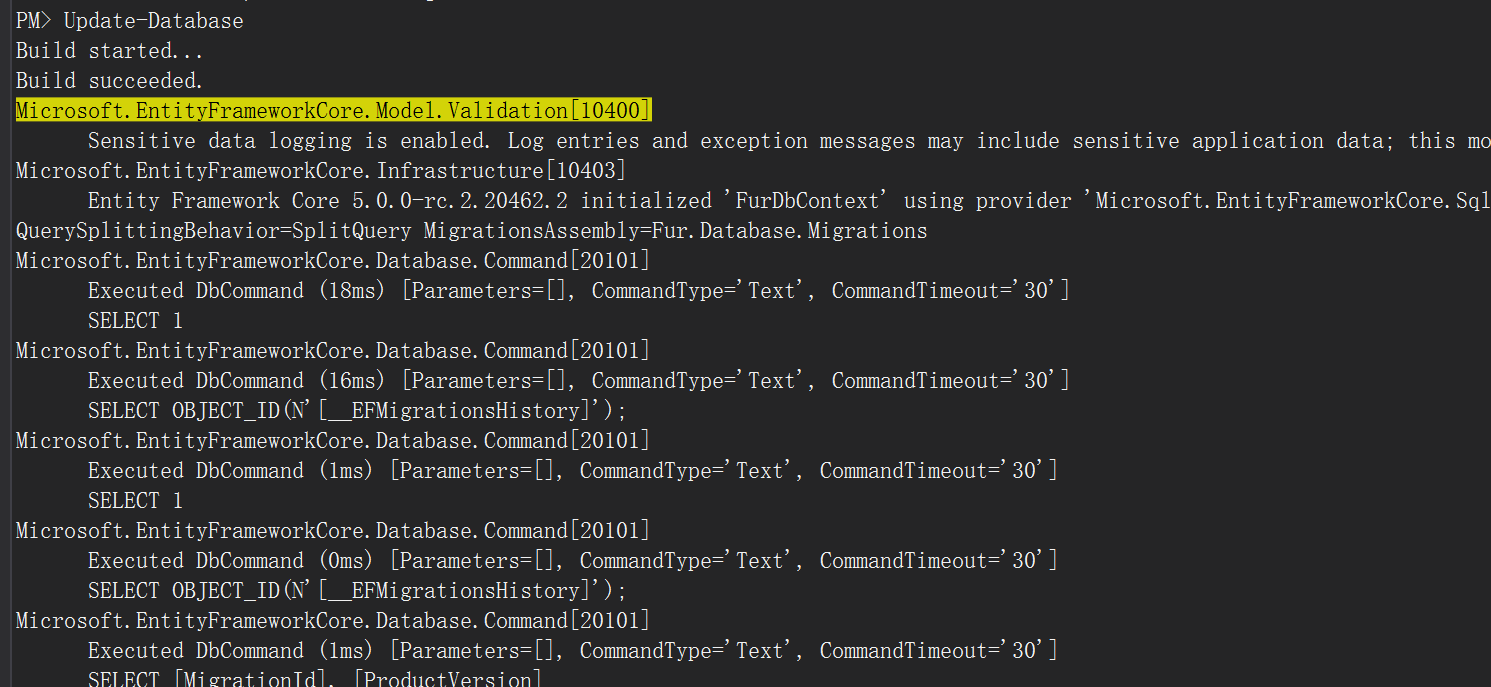 PM> Update-Database
Build started...
Build succeeded.
Microsoft.EntityFrameworkCore.Model.Validation[10400]
      Sensitive data logging is enabled. Log entries and exception messages may include sensitive application data; this mo
Microsoft.EntityFrameworkCore.Infrastructure[10403]
      Entity Framework Core 5.0.0-rc.2.20462.2 initialized 'FurDbContext' using provider 'Microsoft.EntityFrameworkCore.Sql
QuerySplittingBehavior=SplitQuery MigrationsAssembly=Fur.Database.Migrations
Microsoft.EntityFrameworkCore.Database.Command[20101]
      Executed DbCommand (18ms) [Parameters=[], CommandType='Text', CommandTimeout='30']
      SELECT 1
Microsoft.EntityFrameworkCore.Database.Command[20101]
      Executed DbCommand (16ms) [Parameters=[], CommandType='Text', CommandTimeout='30']
      SELECT OBJECT_ID(N'[__EFMigrationsHistory]');
Microsoft.EntityFrameworkCore.Database.Command[20101]
      Executed DbCommand (1ms) [Parameters=[], CommandType='Text', CommandTimeout='30']
      SELECT 1
Microsoft.EntityFrameworkCore.Database.Command[20101]
      Executed DbCommand (0ms) [Parameters=[], CommandType='Text', CommandTimeout='30']
      SELECT OBJECT_ID(N'[__EFMigrationsHistory]');
Microsoft.EntityFrameworkCore.Database.Command[20101]
      Executed DbCommand (1ms) [Parameters=[], CommandType='Text', CommandTimeout='30']
      SELECT [MigrationId], [ProductVersion]